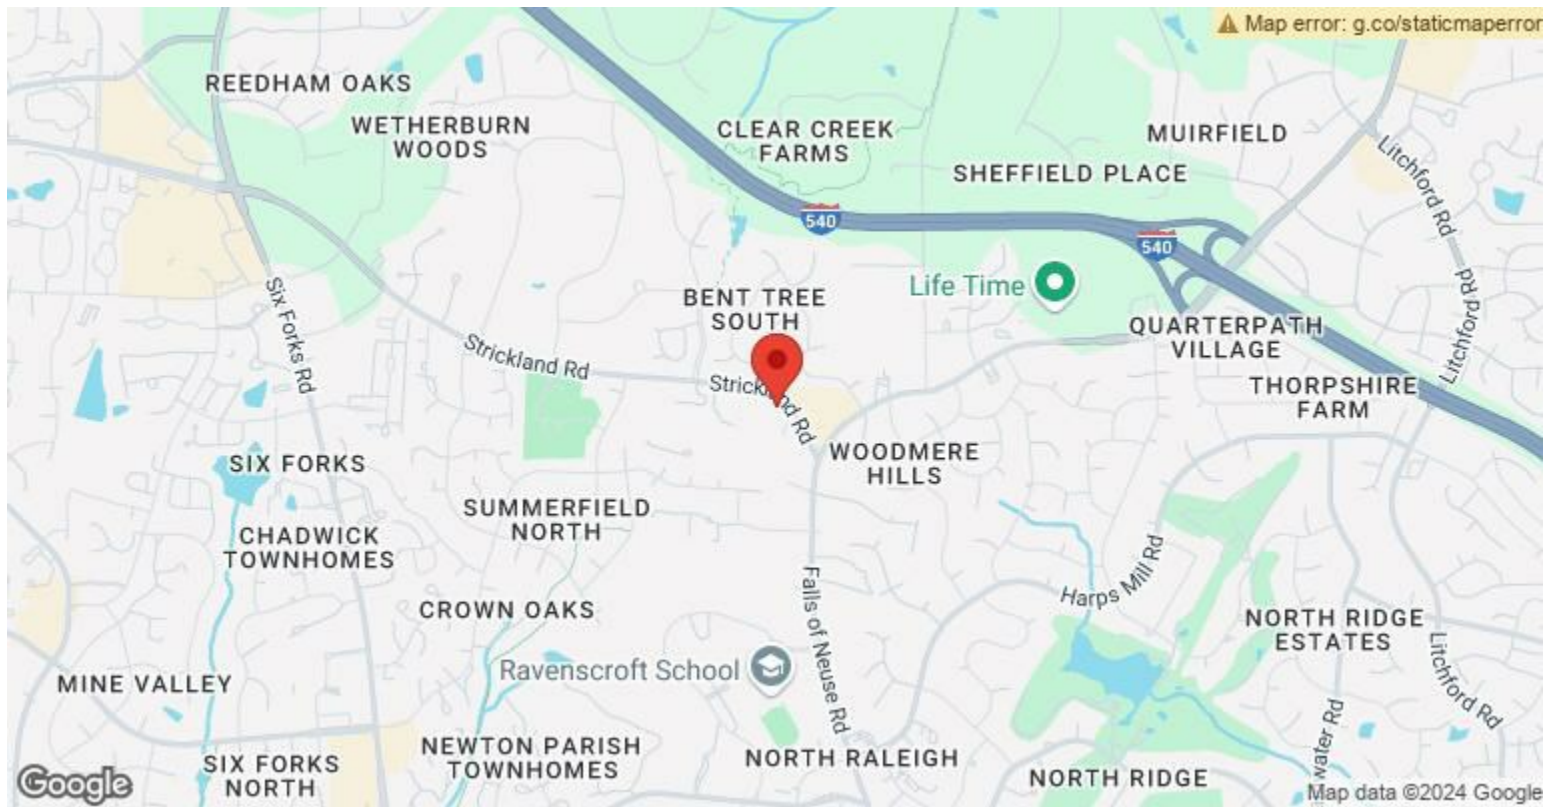 Map error: g.co/staticmaperror
REEDHAM OAKS
WETHERBURN
WOODS
CLEAR CREEK
FARMS
MUIRFIELD
Litchford Rd
SHEFFIELD PLACE
540
540
Litchford Rd
Life Time
BENT TREE
SOUTH
Six Forks Rd
Strickland Rd
QUARTERPATH
VILLAGE
Strickland Rd
THORPSHIRE
FARM
WOODMERE
HILLS
SIX FORKS
SUMMERFIELD
NORTH
CHADWICK
TOWNHOMES
Harps Mill Rd
Falls of Neuse Rd
CROWN OAKS
NORTH RIDGE
ESTATES
Ravenscroft School
MINE VALLEY
Litchford Rd
water Rd
NEWTON PARISH
TOWNHOMES
NORTH RALEIGH
SIX FORKS
NORTH
NORTH RIDGE
Google
Map data ©2024 Google